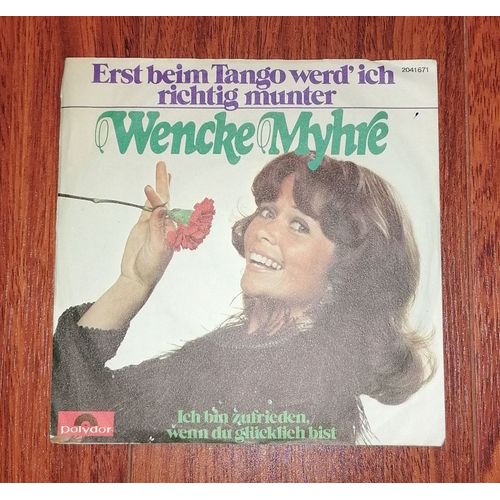 2041671
Erst beim Tango werd' ich
richtig munter
Wencke Myhre
Ich bin zufrieden,
wenn du glücklich bist
polydor